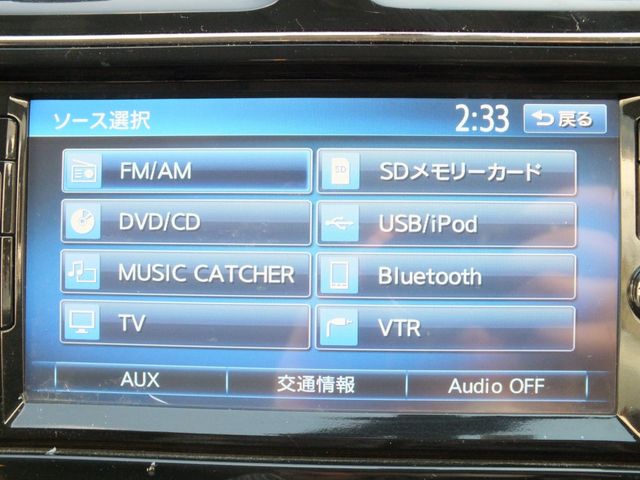 ソース選択 2:33 戻る
FM/AM SD SDメモリーカード
DVD/CD USB/iPod
MUSIC CATCHER Bluetooth
TV VTR
AUX 交通情報 Audio OFF